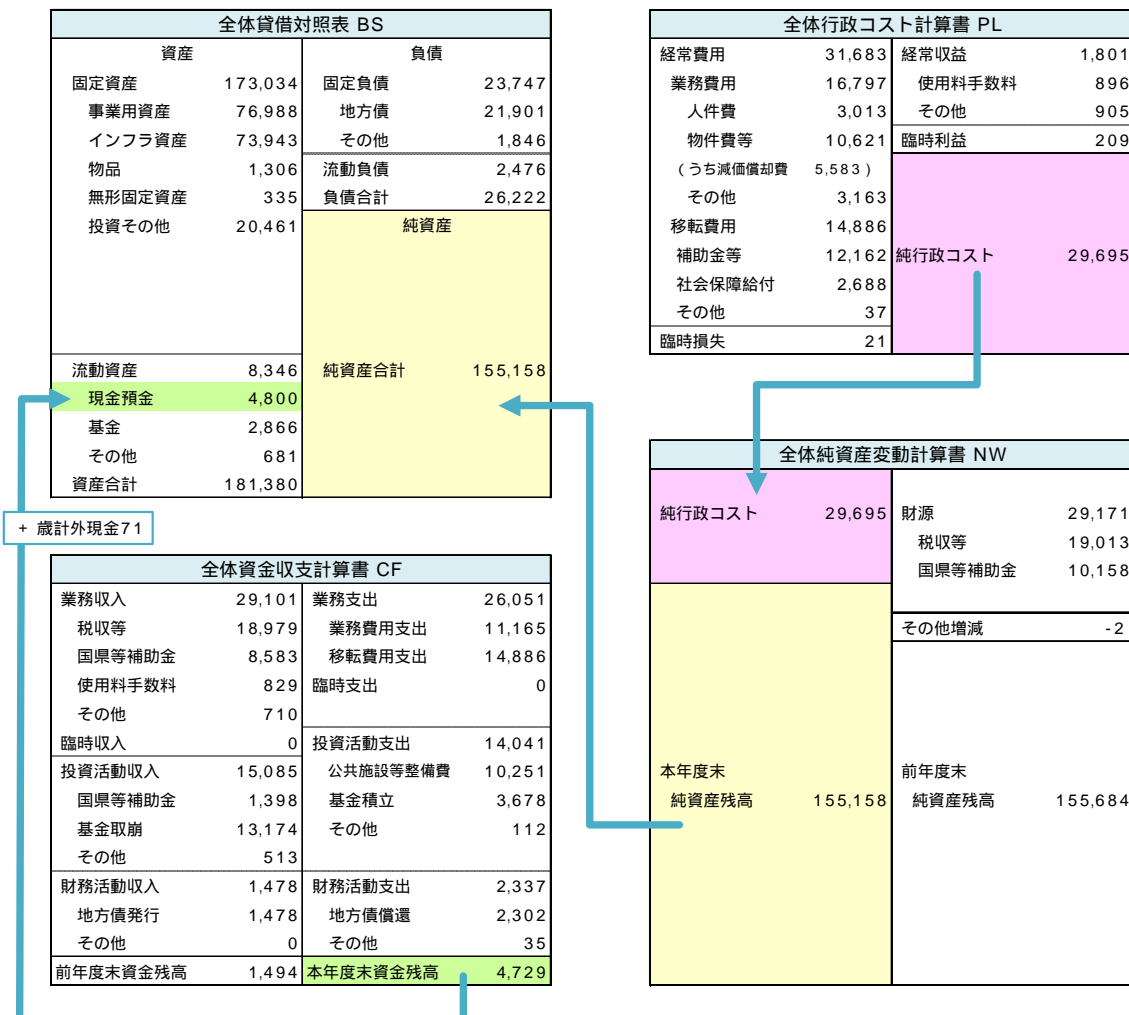 全体貸借対照表 BS
資産 負債
固定資産 173,034 固定負債 23,747
事業用資産 76,988 地方債 21,901
インフラ資産 73,943 その他 1,846
物品 1,306 流動負債 2,476
無形固定資産 335 負債合計 26,222
投資その他 20,461 純資産
流動資産 8,346 純資産合計 155,158
現金預金 4,800
基金 2,866
その他 681
資産合計 181,380
+ 歳計外現金71
全体行政コスト計算書 PL
経常費用 31,683 経常収益 1,801
業務費用 16,797 使用料手数料 896
人件費 3,013 その他 905
物件費等 10,621 臨時利益 209
(うち減価償却費 5,583)
その他 3,163
移転費用 14,886
補助金等 12,162 純行政コスト 29,695
社会保障給付 2,688
その他 37
臨時損失 21
全体資金収支計算書 CF
業務収入 29,101 業務支出 26,051
税収等 18,979 業務費用支出 11,165
国県等補助金 8,583 移転費用支出 14,886
使用料手数料 829 臨時支出 0
その他 710
臨時収入 0 投資活動支出 14,041
投資活動収入 15,085 公共施設等整備費 10,251
国県等補助金 1,398 基金積立 3,678
基金取崩 13,174 その他 112
その他 513
財務活動収入 1,478 財務活動支出 2,337
地方債発行 1,478 地方債償還 2,302
その他 0 その他 35
前年度末資金残高 1,494 本年度末資金残高 4,729
全体純資産変動計算書 NW
純行政コスト 29,695 財源 29,171
税収等 19,013
国県等補助金 10,158
その他増減 -2
本年度末 前年度末
純資産残高 155,158 純資産残高 155,684